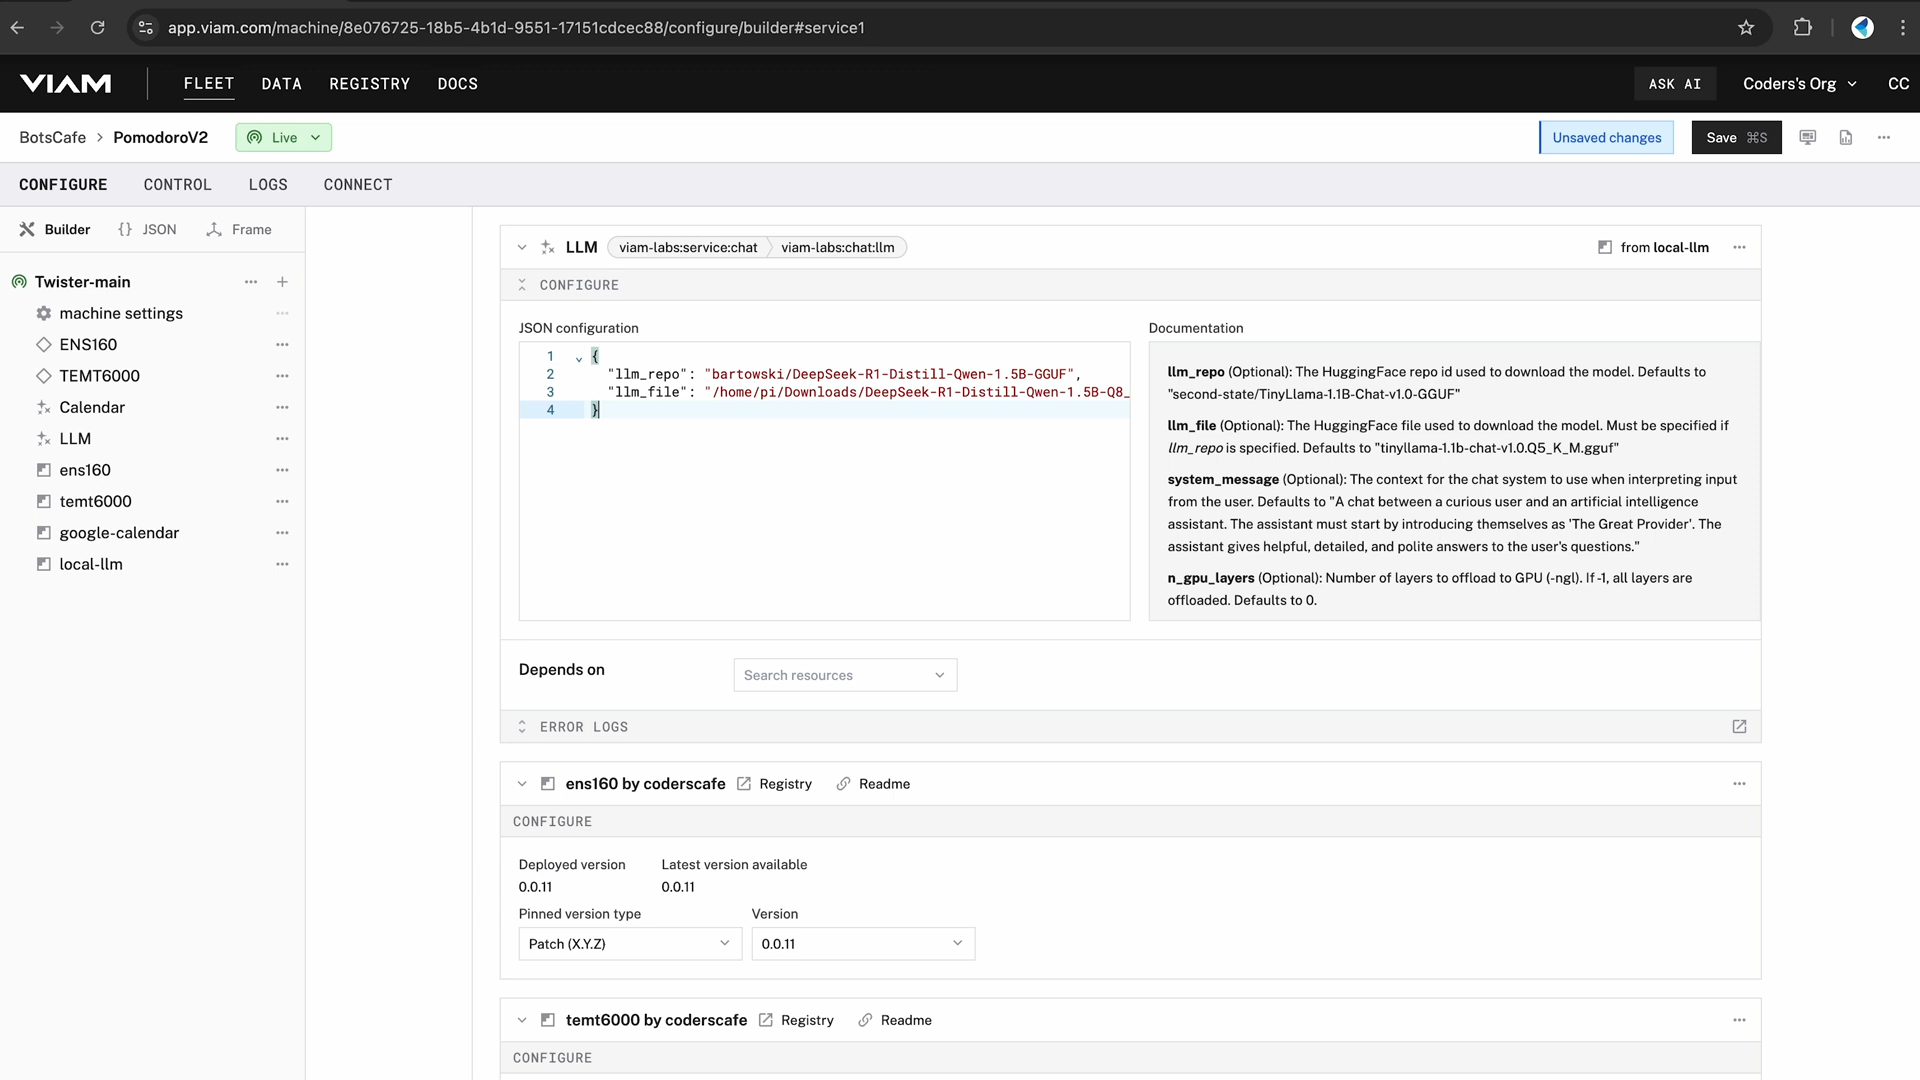 app.viam.com/machine/8e076725-18b5-4b1d-9551-17151cdcec88/configure/builder#service1
VIAM FLEET DATA REGISTRY DOCS ASK AI Coders's Org CC
BotsCafe > PomodoroV2 Live Unsaved changes Save ⌘S
CONFIGURE CONTROL LOGS CONNECT
Builder {} JSON Frame
Twister-main
machine settings
ENS160
TEMT6000
Calendar
LLM
ens160
temt6000
google-calendar
local-llm
LLM viam-labs:service:chat viam-labs:chat:llm from local-llm
CONFIGURE
JSON configuration
1 {
2 "llm_repo": "bartowski/DeepSeek-R1-Distill-Qwen-1.5B-GGUF",
3 "llm_file": "/home/pi/Downloads/DeepSeek-R1-Distill-Qwen-1.5B-Q8_
4 }
Documentation
llm_repo (Optional): The HuggingFace repo id used to download the model. Defaults to
"second-state/TinyLlama-1.1B-Chat-v1.0-GGUF"
llm_file (Optional): The HuggingFace file used to download the model. Must be specified if
llm_repo is specified. Defaults to "tinyllama-1.1b-chat-v1.0.Q5_K_M.gguf"
system_message (Optional): The context for the chat system to use when interpreting input
from the user. Defaults to "A chat between a curious user and an artificial intelligence
assistant. The assistant must start by introducing themselves as 'The Great Provider'. The
assistant gives helpful, detailed, and polite answers to the user's questions."
n_gpu_layers (Optional): Number of layers to offload to GPU (-ngl). If -1, all layers are
offloaded. Defaults to 0.
Depends on Search resources
ERROR LOGS
ens160 by coderscafe Registry Readme
CONFIGURE
Deployed version Latest version available
0.0.11 0.0.11
Pinned version type Version
Patch (X.Y.Z) 0.0.11
temt6000 by coderscafe Registry Readme
CONFIGURE